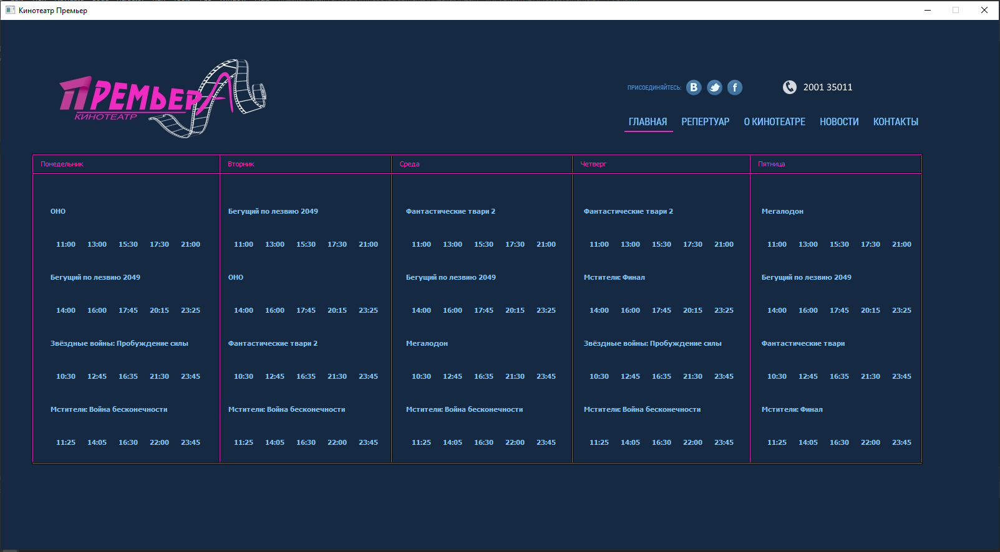 Кинотеатр Премьер
ПРЕМЬЕРА
КИНОТЕАТР
ПРИСОЕДИНЯЙТЕСЬ:
2001 35011
ГЛАВНАЯ РЕПЕРТУАР О КИНОТЕАТРЕ НОВОСТИ КОНТАКТЫ
Понедельник Вторник Среда Четверг Пятница
ОНО Бегущий по лезвию 2049 Фантастические твари 2 Фантастические твари 2 Мегалодон
11:00 13:00 15:30 17:30 21:00 11:00 13:00 15:30 17:30 21:00 11:00 13:00 15:30 17:30 21:00 11:00 13:00 15:30 17:30 21:00 11:00 13:00 15:30 17:30 21:00
Бегущий по лезвию 2049 ОНО Бегущий по лезвию 2049 Мстители: Финал Бегущий по лезвию 2049
14:00 16:00 17:45 20:15 23:25 14:00 16:00 17:45 20:15 23:25 14:00 16:00 17:45 20:15 23:25 14:00 16:00 17:45 20:15 23:25 14:00 16:00 17:45 20:15 23:25
Звёздные войны: Пробуждение силы Фантастические твари 2 Мегалодон Звёздные войны: Пробуждение силы Фантастические твари
10:30 12:45 16:35 21:30 23:45 10:30 12:45 16:35 21:30 23:45 10:30 12:45 16:35 21:30 23:45 10:30 12:45 16:35 21:30 23:45 10:30 12:45 16:35 21:30 23:45
Мстители: Война бесконечности Мстители: Война бесконечности Мстители: Война бесконечности Мстители: Война бесконечности Мстители: Финал
11:25 14:05 16:30 22:00 23:45 11:25 14:05 16:30 22:00 23:45 11:25 14:05 16:30 22:00 23:45 11:25 14:05 16:30 22:00 23:45 11:25 14:05 16:30 22:00 23:45